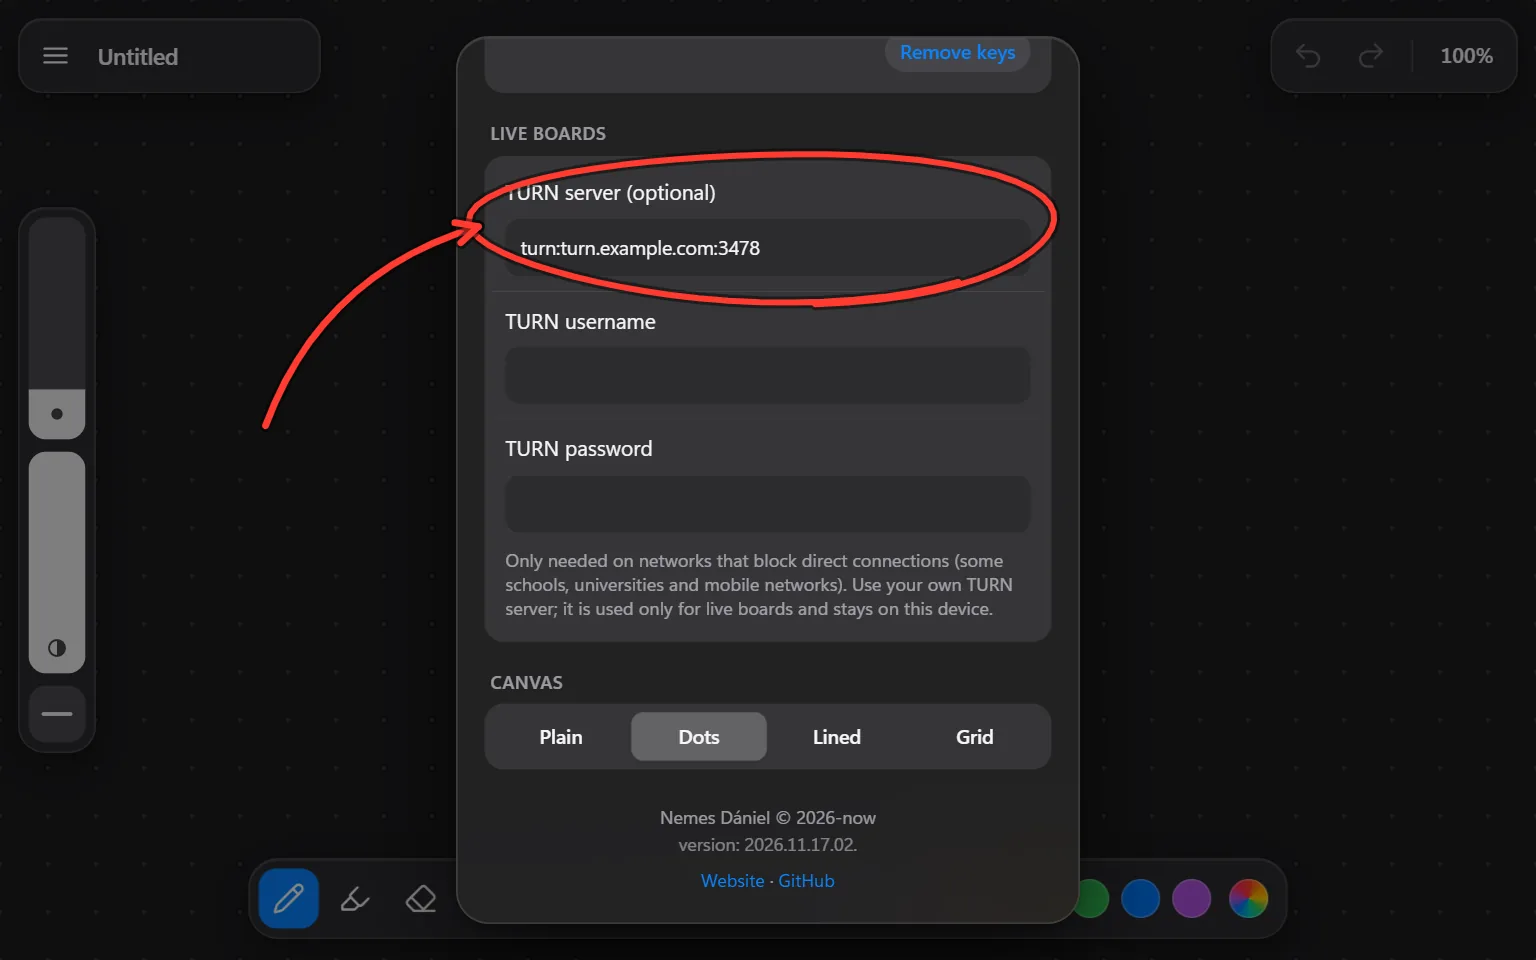 Untitled
Remove keys
100%
LIVE BOARDS
TURN server (optional)
turn:turn.example.com:3478
TURN username
TURN password
Only needed on networks that block direct connections (some
schools, universities and mobile networks). Use your own TURN
server; it is used only for live boards and stays on this device.
CANVAS
Plain Dots Lined Grid
Nemes Dániel © 2026-now
version: 2026.11.17.02.
Website · GitHub